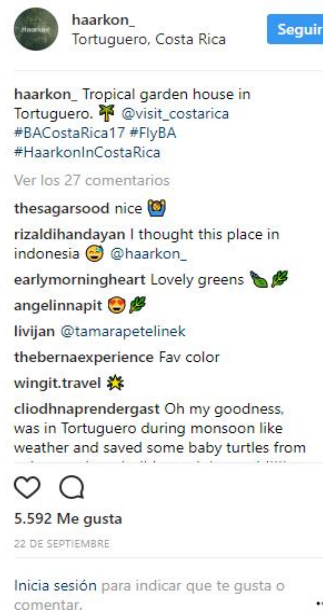 haarkon_
Tortuguero, Costa Rica
Seguir
haarkon_ Tropical garden house in
Tortuguero. 🌴 @visit_costarica
#BACostaRica17 #FlyBA
#HaarkonInCostaRica
Ver los 27 comentarios
thesagarsood nice 🙆‍♂️
rizaldihandayan I thought this place in
indonesia 😅 @haarkon_
earlymorningheart Lovely greens 🍃🌿
angelinnapit 😍🌿
livijan @tamarapetelinek
thebernaexperience Fav color
wingit.travel 🌟
cliodhnaprendergast Oh my goodness,
was in Tortuguero during monsoon like
weather and saved some baby turtles from
5.592 Me gusta
22 DE SEPTIEMBRE
Inicia sesión para indicar que te gusta o
comentar.